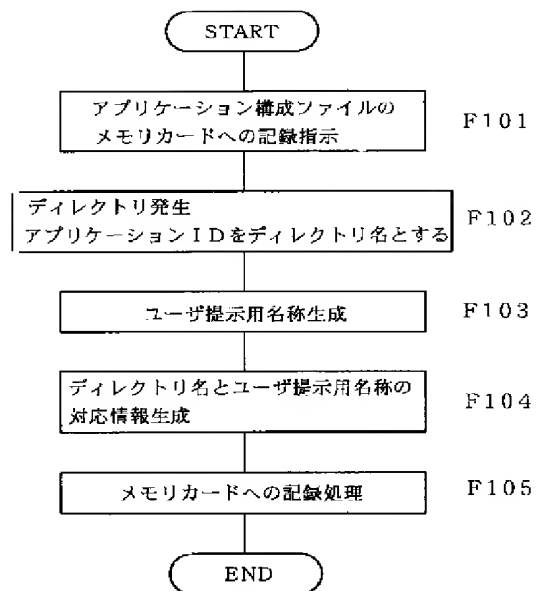 START
アプリケーション構成ファイルの
メモリカードへの記録指示
F101
ディレクトリ発生
アプリケーションIDをディレクトリ名とする
F102
ユーザ提示用名称生成
F103
ディレクトリ名とユーザ提示用名称の
対応情報生成
F104
メモリカードへの記録処理
F105
END